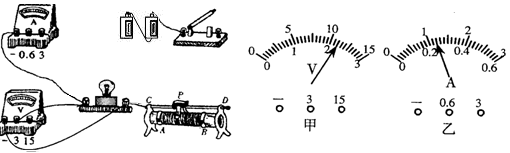 A
- 0.6 3
V
- 3 15
C P D
A B
0 5 10 15
0 1 2 3
V
— 3 15
甲
0 1 2 3
0 0.2 0.4 0.6
A
— 0.6 3
乙